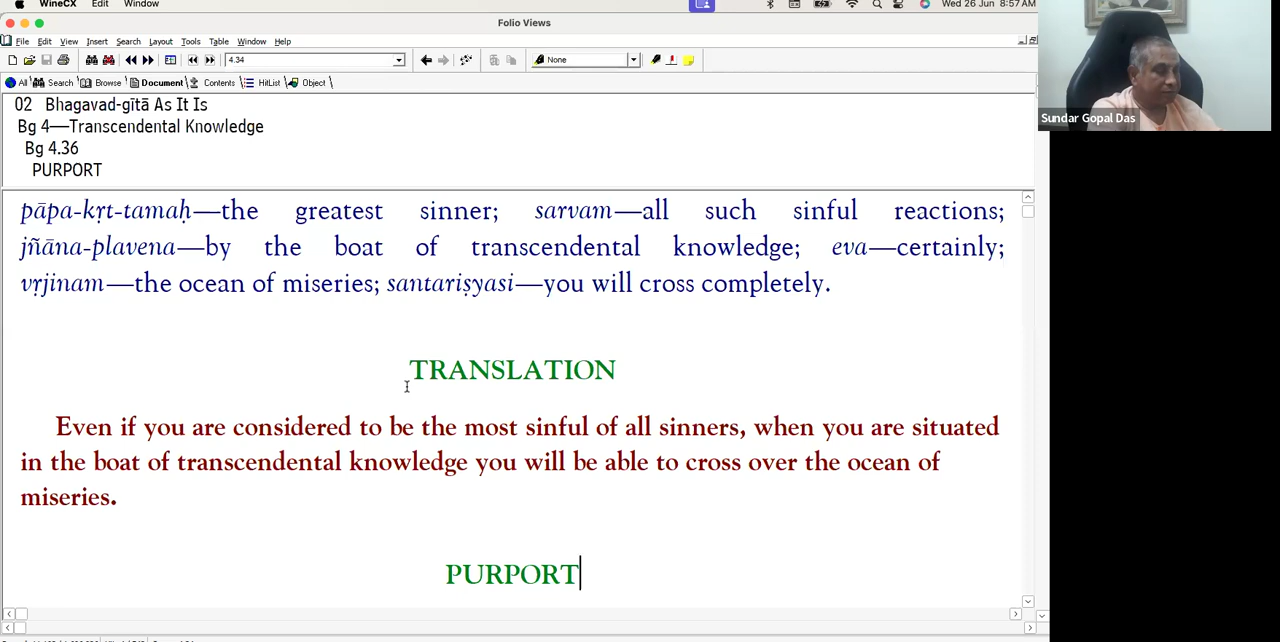 WineCX Edit Window Wed 26 Jun 8:57 AM
Folio Views
File Edit View Insert Search Layout Tools Table Window Help
4.34 None
All Search Browse Document Contents HitList Object
02 Bhagavad-gītā As It Is
Bg 4—Transcendental Knowledge
Bg 4.36
PURPORT
Sundar Gopal Das
pāpa-kṛt-tamaḥ—the greatest sinner; sarvam—all such sinful reactions;
jñāna-plavena—by the boat of transcendental knowledge; eva—certainly;
vṛjinam—the ocean of miseries; santariṣyasi—you will cross completely.
TRANSLATION
Even if you are considered to be the most sinful of all sinners, when you are situated
in the boat of transcendental knowledge you will be able to cross over the ocean of
miseries.
PURPORT